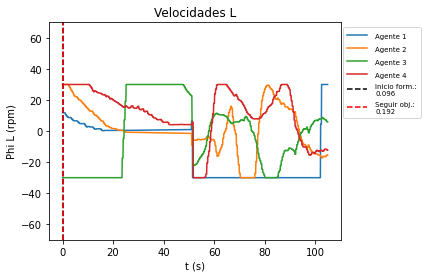 Velocidades L
Phi L (rpm)
60
40
20
0
−20
−40
−60
0
20
40
60
80
100
t (s)
Agente 1
Agente 2
Agente 3
Agente 4
Inicio form.:
0.096
Seguir obj.:
0.192